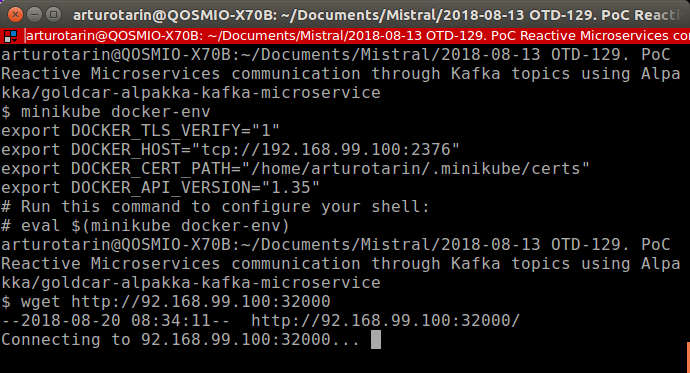 arturotarin@QOSMIO-X70B: ~/Documents/Mistral/2018-08-13 OTD-129. PoC Reacti
arturotarin@QOSMIO-X70B: ~/Documents/Mistral/2018-08-13 OTD-129. PoC Reactive Microservices con
arturotarin@QOSMIO-X70B:~/Documents/Mistral/2018-08-13 OTD-129. PoC
Reactive Microservices communication through Kafka topics using Alpa
kka/goldcar-alpakka-kafka-microservice
$ minikube docker-env
export DOCKER_TLS_VERIFY="1"
export DOCKER_HOST="tcp://192.168.99.100:2376"
export DOCKER_CERT_PATH="/home/arturotarin/.minikube/certs"
export DOCKER_API_VERSION="1.35"
# Run this command to configure your shell:
# eval $(minikube docker-env)
arturotarin@QOSMIO-X70B:~/Documents/Mistral/2018-08-13 OTD-129. PoC
Reactive Microservices communication through Kafka topics using Alpa
kka/goldcar-alpakka-kafka-microservice
$ wget http://92.168.99.100:32000
--2018-08-20 08:34:11--  http://92.168.99.100:32000/
Connecting to 92.168.99.100:32000...